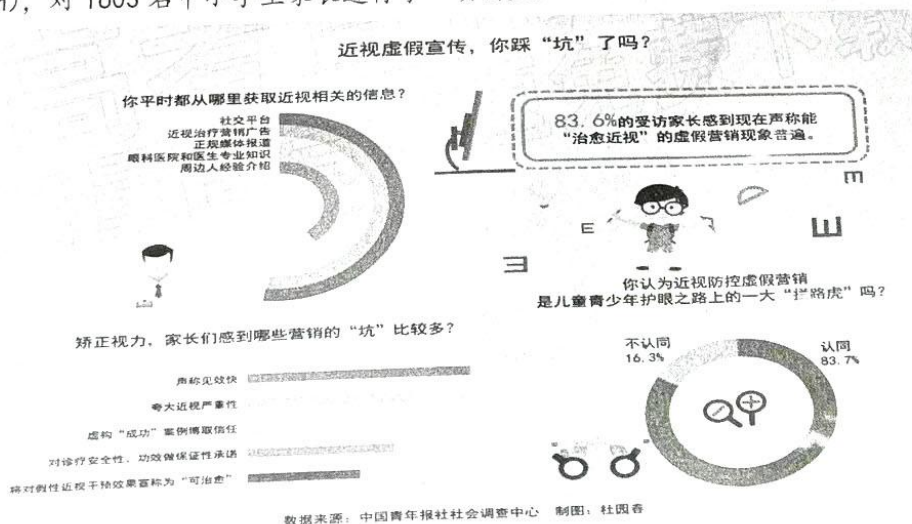 对 1603 名中小学生家长进行
近视虚假宣传，你踩“坑”了吗？
你平时都从哪里获取近视相关的信息？
社交平台
近视治疗营销广告
正规媒体报道
眼科医院和医生专业知识
周边人经验介绍
83.6%的受访家长感到现在声称能
“治愈近视”的虚假营销现象普遍。
E
E
E
E
你认为近视防控虚假营销
是儿童青少年护眼之路上的一大“拦路虎”吗？
不认同
16.3%
认同
83.7%
矫正视力，家长们感到哪些营销的“坑”比较多？
声称见效快
夸大近视严重性
虚构“成功”案例博取信任
对诊疗安全性、功效做保证性承诺
将对假性近视干预效果宣称为“可治愈”
数据来源：中国青年报社社会调查中心 制图：杜园春